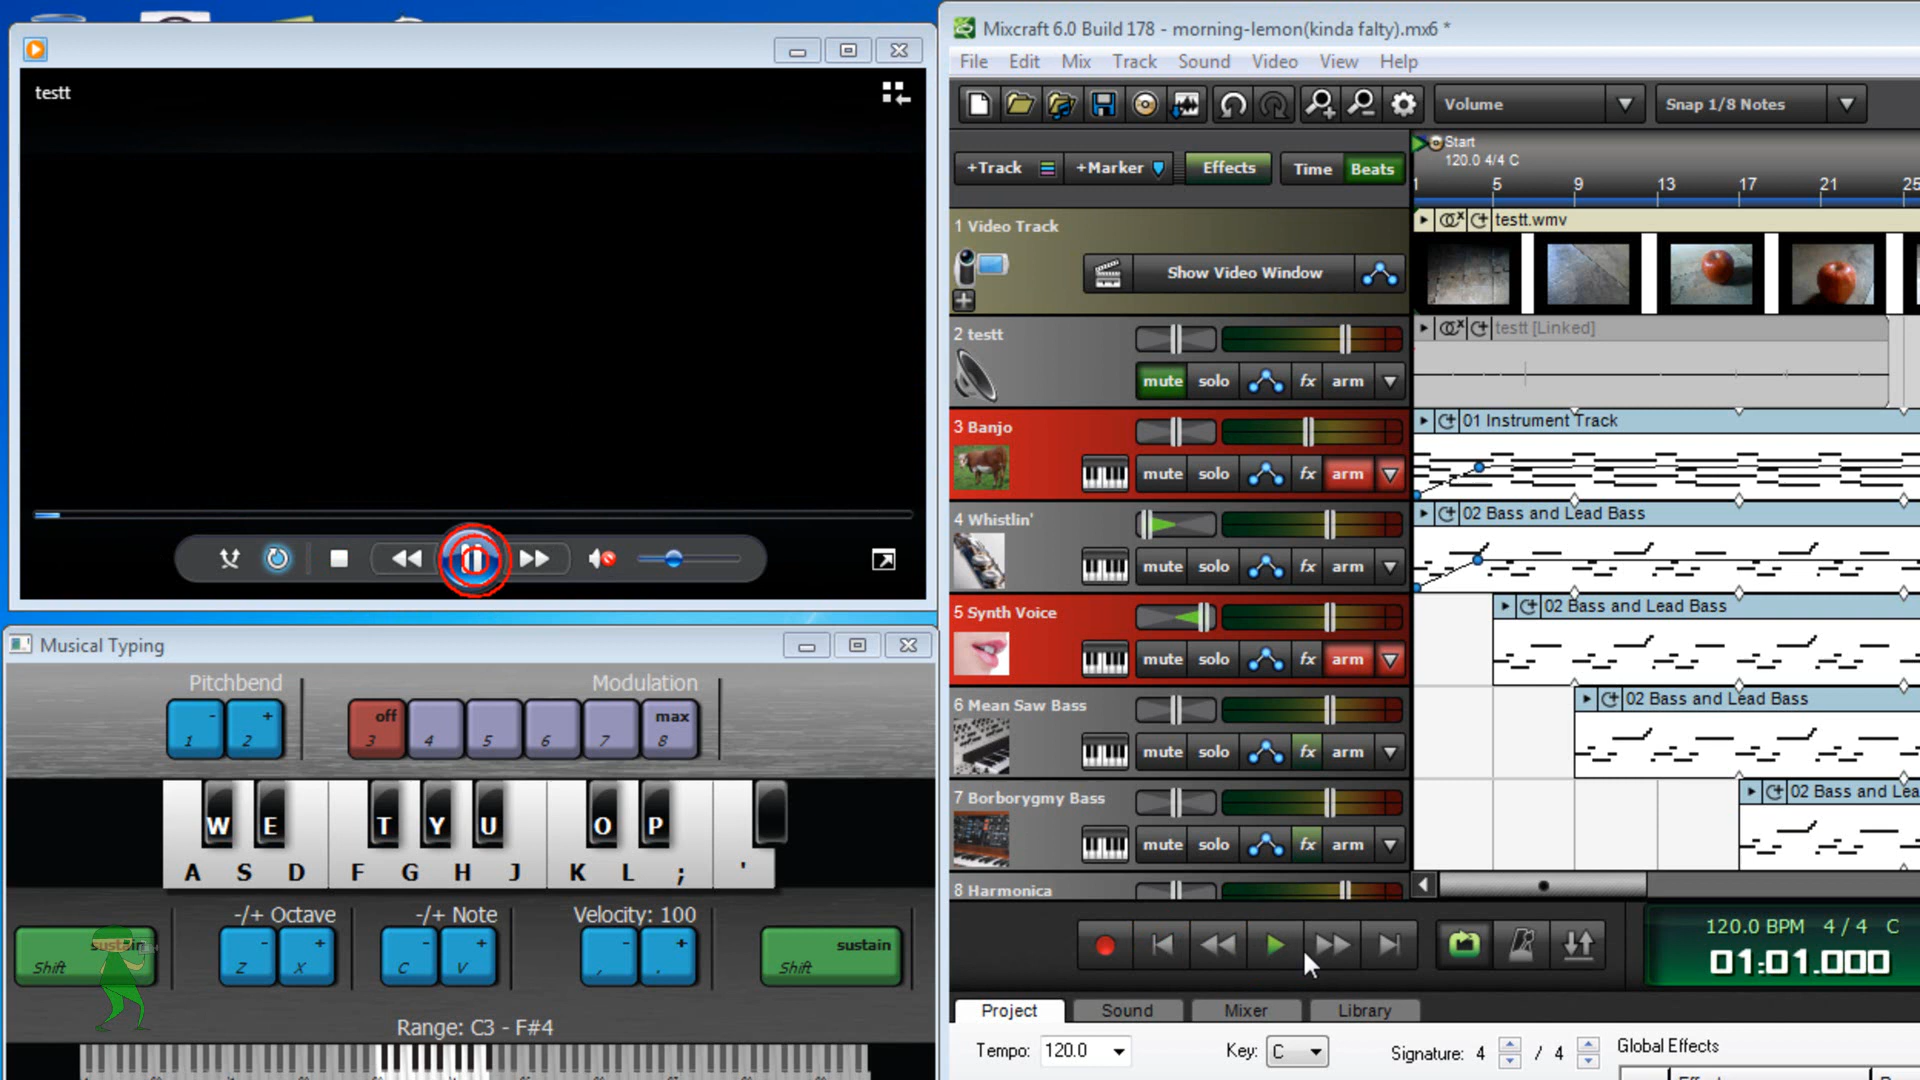 testt
Mixcraft 6.0 Build 178 - morning-lemon(kinda falty).mx6 *
File Edit Mix Track Sound Video View Help
Volume Snap 1/8 Notes
+Track +Marker Effects Time Beats
Start
120.0 4/4 C
1 5 9 13 17 21 25
1 Video Track
Show Video Window
testt.wmv
2 testt
mute solo fx arm
testt [Linked]
3 Banjo
mute solo fx arm
01 Instrument Track
4 Whistlin'
mute solo fx arm
02 Bass and Lead Bass
5 Synth Voice
mute solo fx arm
02 Bass and Lead Bass
6 Mean Saw Bass
mute solo fx arm
02 Bass and Lead Bass
7 Borborygmy Bass
mute solo fx arm
02 Bass and Lea
8 Harmonica
120.0 BPM 4 / 4 C
01:01.000
Project Sound Mixer Library
Tempo: 120.0 Key: C Signature: 4 / 4 Global Effects
Musical Typing
Pitchbend Modulation
- + off max
1 2 3 4 5 6 7 8
W E T Y U O P
A S D F G H J K L ; '
-/+ Octave -/+ Note Velocity: 100
sustain - + - + - + sustain
Shift Z X C V , . Shift
Range: C3 - F#4